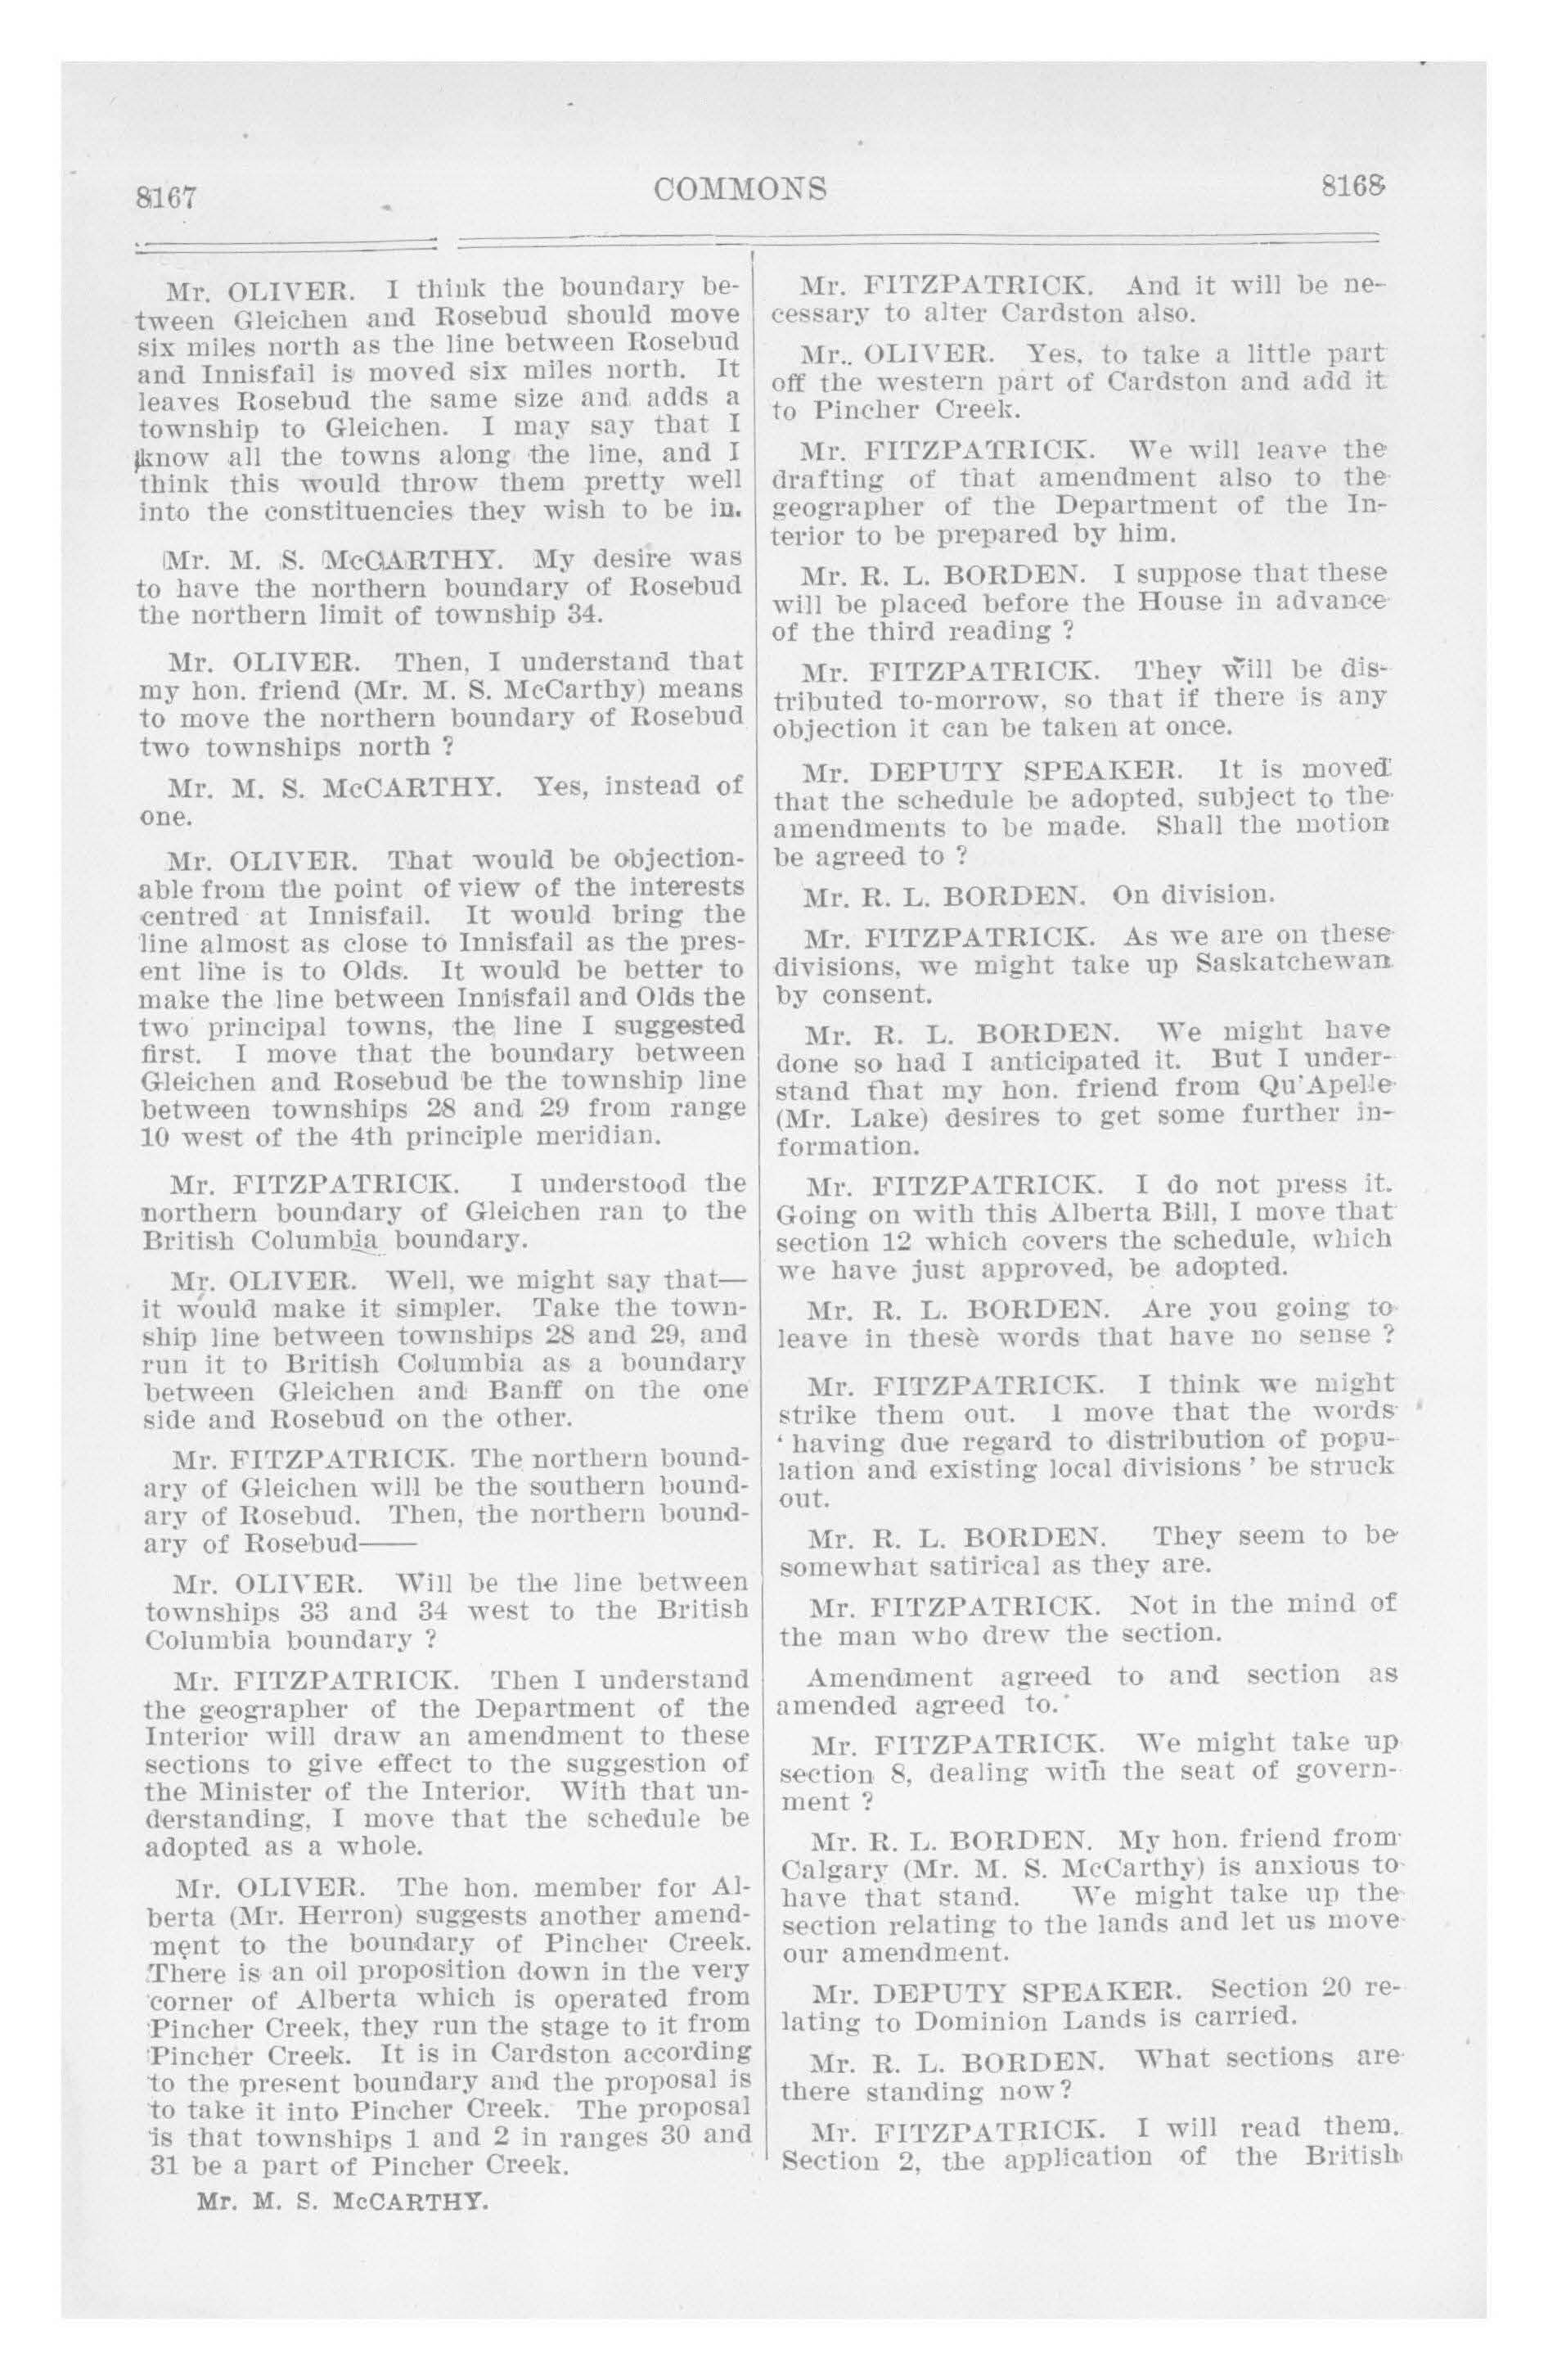 8167
COMMONS
8168
Mr. OLIVER. I think the boundary be-
tween Gleichen and Rosebud should move
six miles north as the line between Rosebud
and Innisfail is moved six miles north. It
leaves Rosebud the same size and adds a
township to Gleichen. I may say that I
know all the towns along the line, and I
think this would throw them pretty well
into the constituencies they wish to be in.
Mr. M. S. McCARTHY. My desire was
to have the northern boundary of Rosebud
the northern limit of township 34.
Mr. OLIVER. Then, I understand that
my hon. friend (Mr. M. S. McCarthy) means
to move the northern boundary of Rosebud
two townships north ?
Mr. M. S. McCARTHY. Yes, instead of
one.
Mr. OLIVER. That would be objection-
able from the point of view of the interests
centred at Innisfail. It would bring the
line almost as close to Innisfail as the pres-
ent line is to Olds. It would be better to
make the line between Innisfail and Olds the
two principal towns, the line I suggested
first. I move that the boundary between
Gleichen and Rosebud be the township line
between townships 28 and 29 from range
10 west of the 4th principle meridian.
Mr. FITZPATRICK. I understood the
northern boundary of Gleichen ran to the
British Columbia boundary.
Mr. OLIVER. Well, we might say that—
it would make it simpler. Take the town-
ship line between townships 28 and 29, and
run it to British Columbia as a boundary
between Gleichen and Banff on the one
side and Rosebud on the other.
Mr. FITZPATRICK. The northern bound-
ary of Gleichen will be the southern bound-
ary of Rosebud. Then, the northern bound-
ary of Rosebud——
Mr. OLIVER. Will be the line between
townships 33 and 34 west to the British
Columbia boundary ?
Mr. FITZPATRICK. Then I understand
the geographer of the Department of the
Interior will draw an amendment to these
sections to give effect to the suggestion of
the Minister of the Interior. With that un-
derstanding, I move that the schedule be
adopted as a whole.
Mr. OLIVER. The hon. member for Al-
berta (Mr. Herron) suggests another amend-
ment to the boundary of Pincher Creek.
There is an oil proposition down in the very
corner of Alberta which is operated from
Pincher Creek, they run the stage to it from
Pincher Creek. It is in Cardston according
to the present boundary and the proposal is
to take it into Pincher Creek. The proposal
is that townships 1 and 2 in ranges 30 and
31 be a part of Pincher Creek.
Mr. M. S. McCARTHY.
Mr. FITZPATRICK. And it will be ne-
cessary to alter Cardston also.
Mr.. OLIVER. Yes, to take a little part
off the western part of Cardston and add it
to Pincher Creek.
Mr. FITZPATRICK. We will leave the
drafting of that amendment also to the
geographer of the Department of the In-
terior to be prepared by him.
Mr. R. L. BORDEN. I suppose that these
will be placed before the House in advance
of the third reading ?
Mr. FITZPATRICK. They will be dis-
tributed to-morrow, so that if there is any
objection it can be taken at once.
Mr. DEPUTY SPEAKER. It is moved
that the schedule be adopted, subject to the
amendments to be made. Shall the motion
be agreed to ?
Mr. R. L. BORDEN. On division.
Mr. FITZPATRICK. As we are on these
divisions, we might take up Saskatchewan
by consent.
Mr. R. L. BORDEN. We might have
done so had I anticipated it. But I under-
stand that my hon. friend from Qu'Apelle
(Mr. Lake) desires to get some further in-
formation.
Mr. FITZPATRICK. I do not press it.
Going on with this Alberta Bill, I move that
section 12 which covers the schedule, which
we have just approved, be adopted.
Mr. R. L. BORDEN. Are you going to
leave in these words that have no sense ?
Mr. FITZPATRICK. I think we might
strike them out. I move that the words
‘ having due regard to distribution of popu-
lation and existing local divisions ’ be struck
out.
Mr. R. L. BORDEN. They seem to be
somewhat satirical as they are.
Mr. FITZPATRICK. Not in the mind of
the man who drew the section.
Amendment agreed to and section as
amended agreed to.
Mr. FITZPATRICK. We might take up
section 8, dealing with the seat of govern-
ment ?
Mr. R. L. BORDEN. My hon. friend from
Calgary (Mr. M. S. McCarthy) is anxious to
have that stand. We might take up the
section relating to the lands and let us move
our amendment.
Mr. DEPUTY SPEAKER. Section 20 re-
lating to Dominion Lands is carried.
Mr. R. L. BORDEN. What sections are
there standing now?
Mr. FITZPATRICK. I will read them.
Section 2, the application of the British